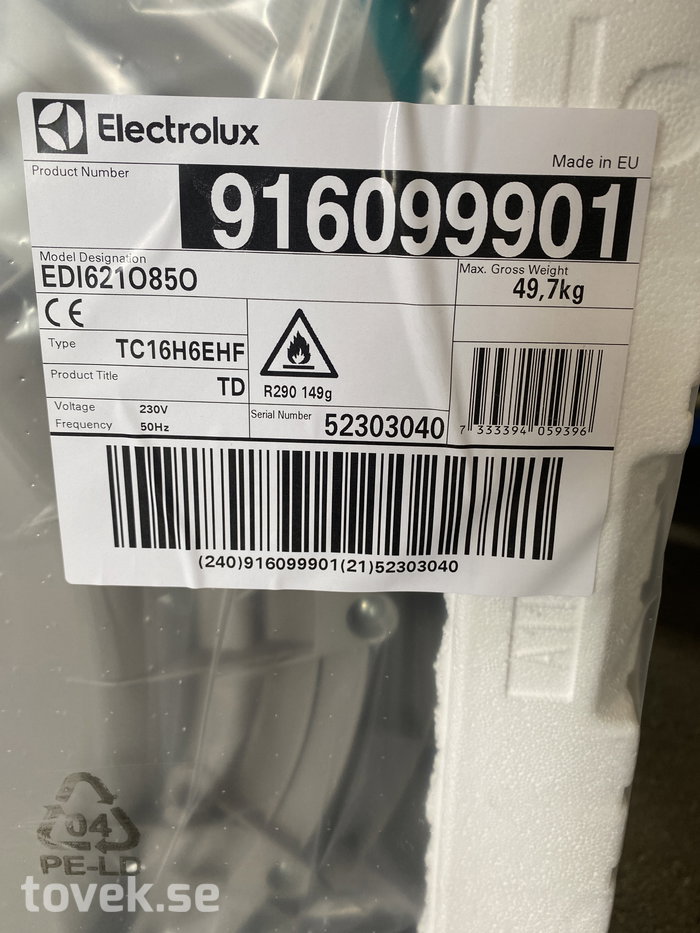 Electrolux
Made in EU
Product Number
916099901
Model Designation
EDI621O85O
Max. Gross Weight
49,7kg
CE
Type TC16H6EHF
Product Title TD
R290 149g
Voltage 230V
Frequency 50Hz
Serial Number 52303040
7 333394 059396
(240)916099901(21)52303040
04
PE-LD
tovek.se